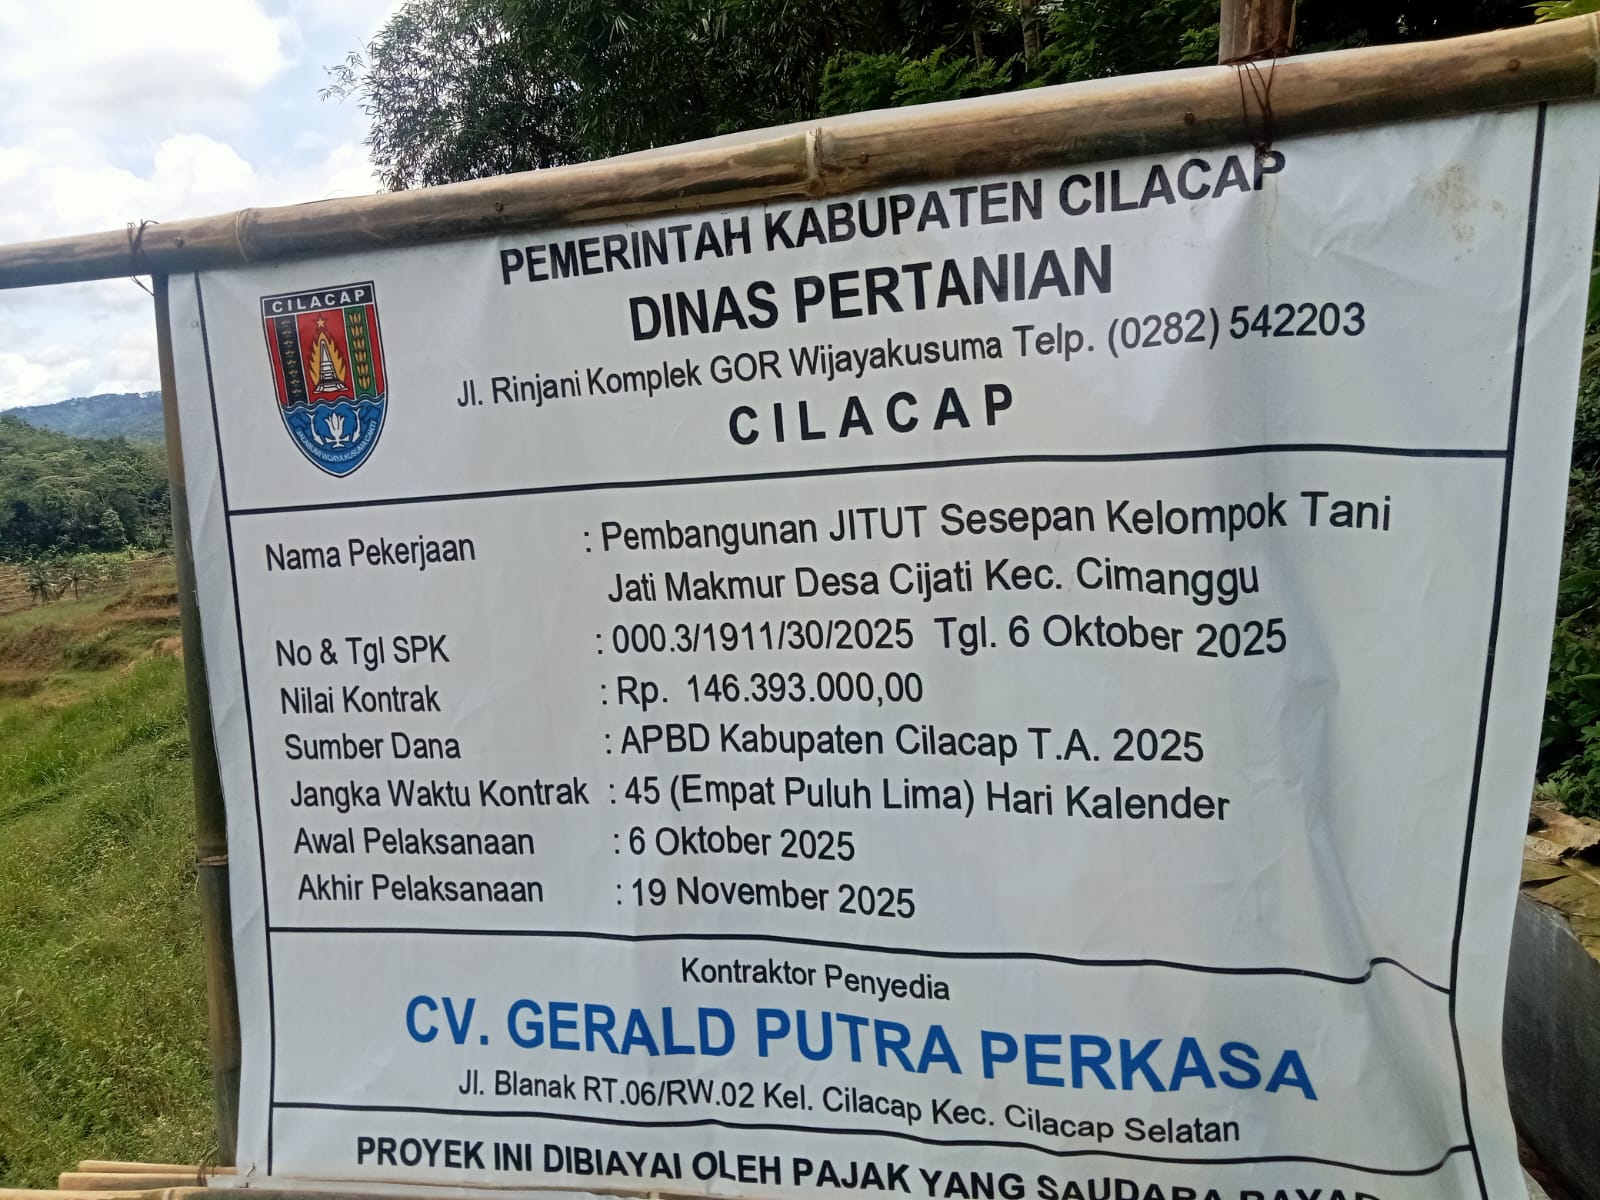 PEMERINTAH KABUPATEN CILACAP
DINAS PERTANIAN
Jl. Rinjani Komplek GOR Wijayakusuma Telp. (0282) 542203
CILACAP
CILACAP
Nama Pekerjaan : Pembangunan JITUT Sesepan Kelompok Tani
Jati Makmur Desa Cijati Kec. Cimanggu
No & Tgl SPK : 000.3/1911/30/2025 Tgl. 6 Oktober 2025
Nilai Kontrak : Rp. 146.393.000,00
Sumber Dana : APBD Kabupaten Cilacap T.A. 2025
Jangka Waktu Kontrak : 45 (Empat Puluh Lima) Hari Kalender
Awal Pelaksanaan : 6 Oktober 2025
Akhir Pelaksanaan : 19 November 2025
Kontraktor Penyedia
CV. GERALD PUTRA PERKASA
Jl. Blanak RT.06/RW.02 Kel. Cilacap Kec. Cilacap Selatan
PROYEK INI DIBIAYAI OLEH PAJAK YANG SAUDARA BAYAR